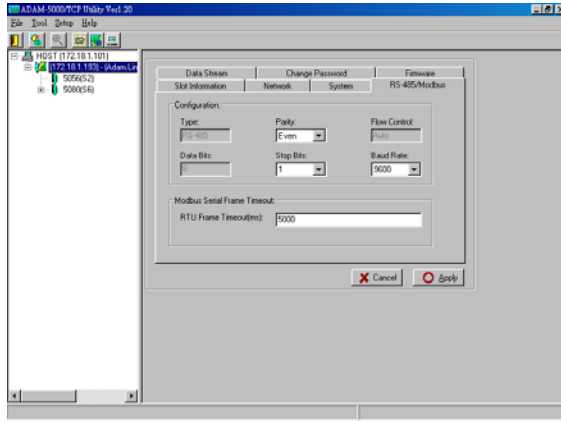 ADAM-5000/TCP Utility Ver1.20
File Tool Setup Help
HOST (172.18.1.101)
(172.18.1.193)-(Adam.Lin
5056(S2)
5080(S6)
Data Stream Change Password Firmware
Slot Information Network System RS-485/Modbus
Configuration:
Type: Parity: Flow Control:
RS-485 Even Auto
Data Bits: Stop Bits: Baud Rate:
8 1 9600
Modbus Serial Frame Timeout:
RTU Frame Timeout(ms): 5000
Cancel Apply